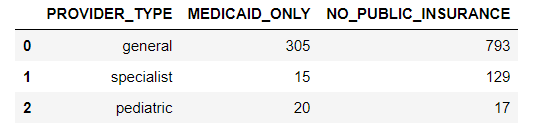 PROVIDER_TYPE MEDICAID_ONLY NO_PUBLIC_INSURANCE
0 general 305 793
1 specialist 15 129
2 pediatric 20 17